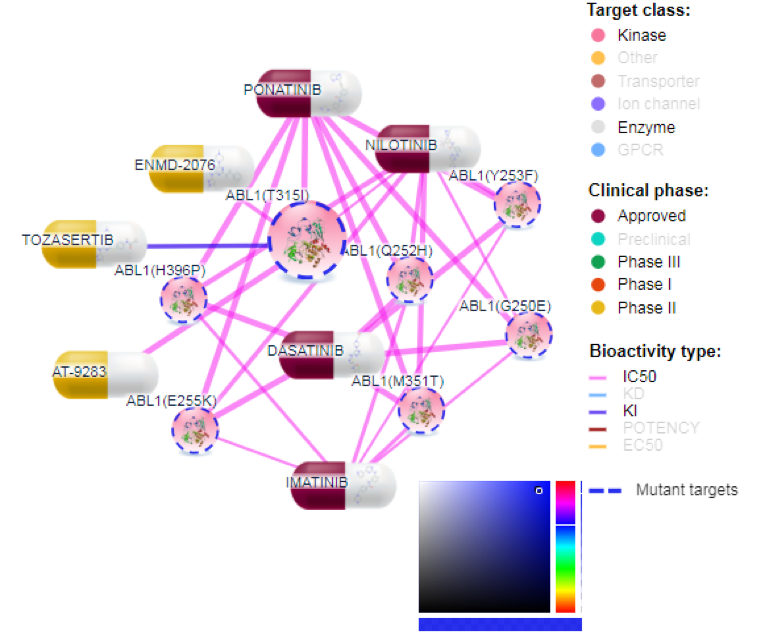 Target class:
Kinase
Other
Transporter
Ion channel
Enzyme
GPCR
Clinical phase:
Approved
Preclinical
Phase III
Phase I
Phase II
Bioactivity type:
IC50
KD
KI
POTENCY
EC50
Mutant targets
PONATINIB
NILOTINIB
ENMD-2076
ABL1(Y253F)
ABL1(T315I)
TOZASERTIB
ABL1(Q252H)
ABL1(H396P)
ABL1(G250E)
DASATINIB
AT-9283
ABL1(M351T)
ABL1(E255K)
IMATINIB